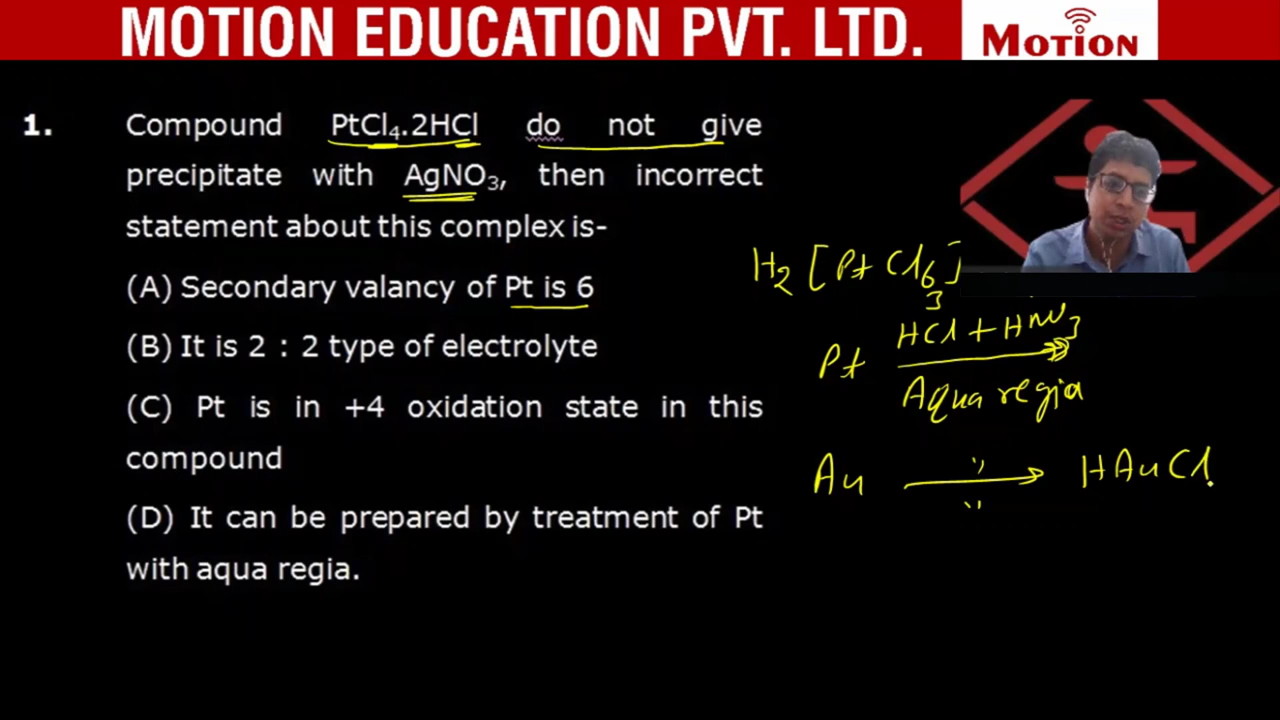 MOTION EDUCATION PVT. LTD.
MOTION
1. Compound PtCl₄.2HCl do not give
precipitate with AgNO₃, then incorrect
statement about this complex is-
(A) Secondary valancy of Pt is 6
(B) It is 2 : 2 type of electrolyte
(C) Pt is in +4 oxidation state in this
compound
(D) It can be prepared by treatment of Pt
with aqua regia.
H₂[PtCl₆]
3
HCl + HNO₃
Pt
Aqua regia
Au → HAuCl